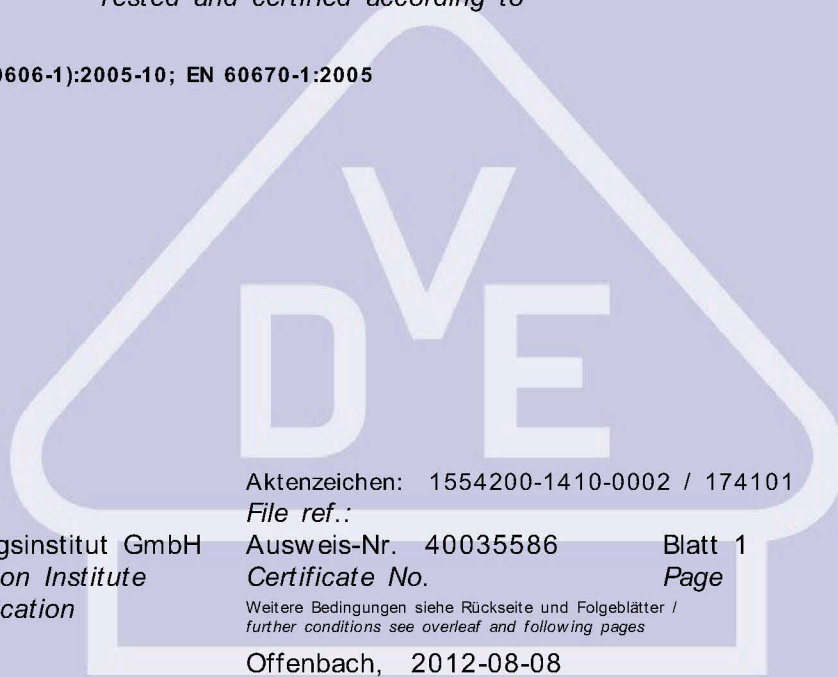 Tested and certified according to
0606-1):2005-10; EN 60670-1:2005
VDE
Aktenzeichen: 1554200-1410-0002 / 174101
File ref.:
gsinstitut GmbH Ausweis-Nr. 40035586 Blatt 1
on Institute Certificate No. Page
cation Weitere Bedingungen siehe Rückseite und Folgeblätter /
further conditions see overleaf and following pages
Offenbach, 2012-08-08